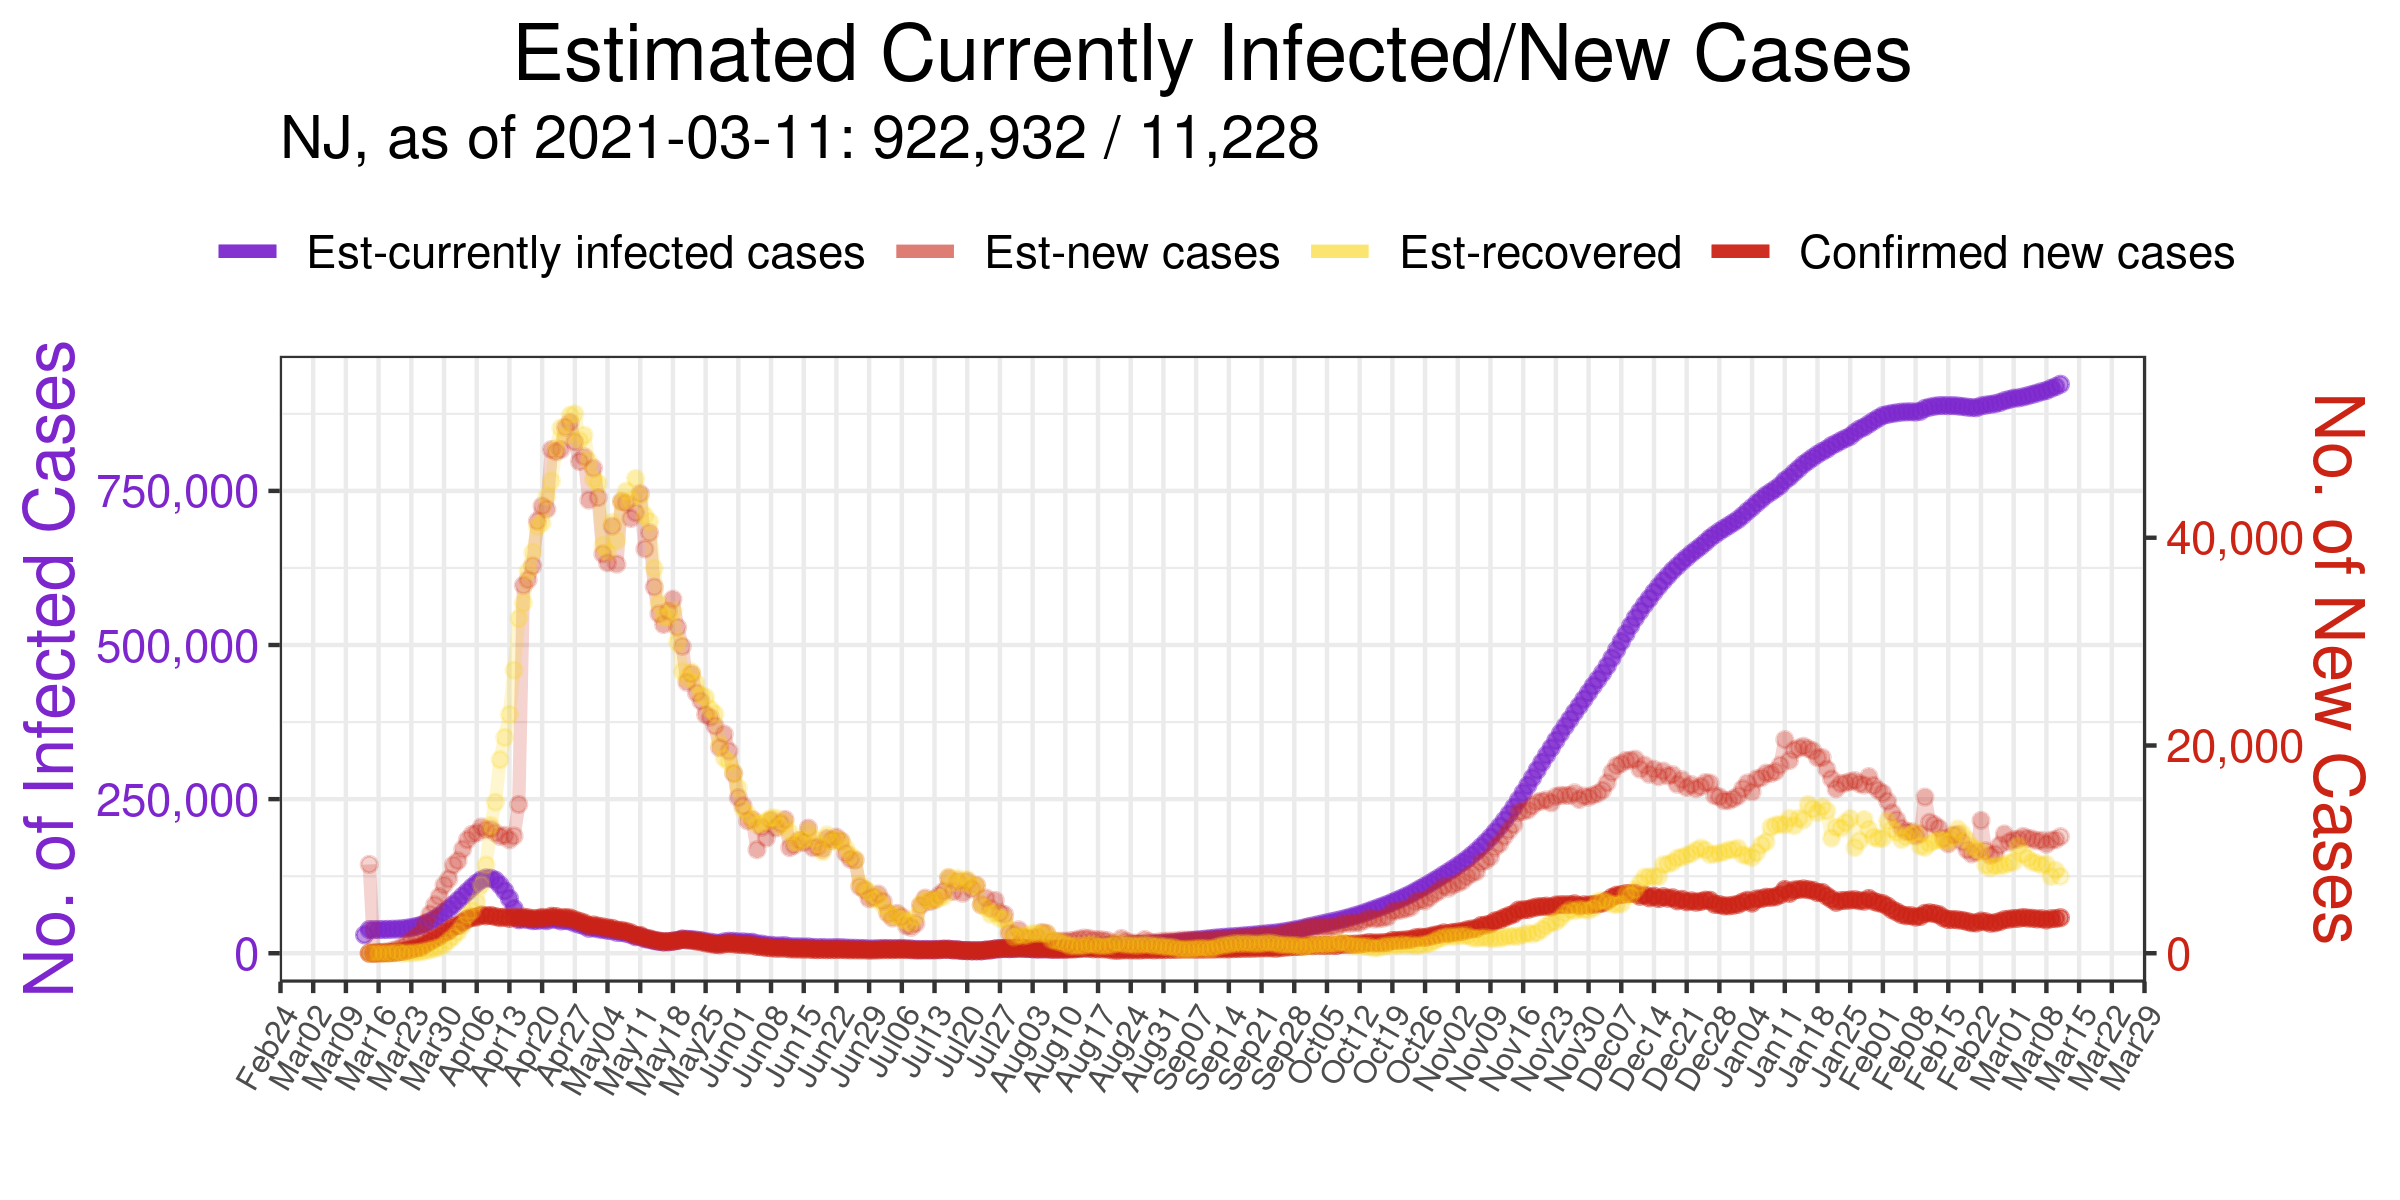 Estimated Currently Infected/New Cases
NJ, as of 2021-03-11: 922,932 / 11,228
Est-currently infected cases Est-new cases Est-recovered Confirmed new cases
No. of Infected Cases
750,000
500,000
250,000
0
40,000
20,000
0
No. of New Cases
Feb24 Mar02 Mar09 Mar16 Mar23 Mar30 Apr06 Apr13 Apr20 Apr27 May04 May11 May18 May25 Jun01 Jun08 Jun15 Jun22 Jun29 Jul06 Jul13 Jul20 Jul27 Aug03 Aug10 Aug17 Aug24 Aug31 Sep07 Sep14 Sep21 Sep28 Oct05 Oct12 Oct19 Oct26 Nov02 Nov09 Nov16 Nov23 Nov30 Dec07 Dec14 Dec21 Dec28 Jan04 Jan11 Jan18 Jan25 Feb01 Feb08 Feb15 Feb22 Mar01 Mar08 Mar15 Mar22 Mar29